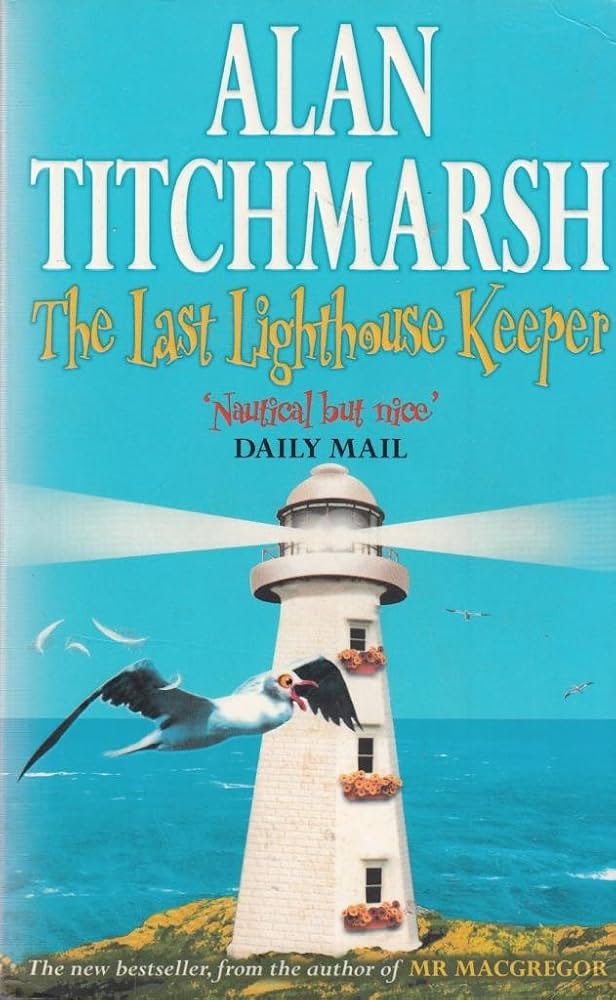 ALAN
TITCHMARSH
The Last Lighthouse Keeper
'Nautical but nice'
DAILY MAIL
The new bestseller, from the author of MR MACGREGOR